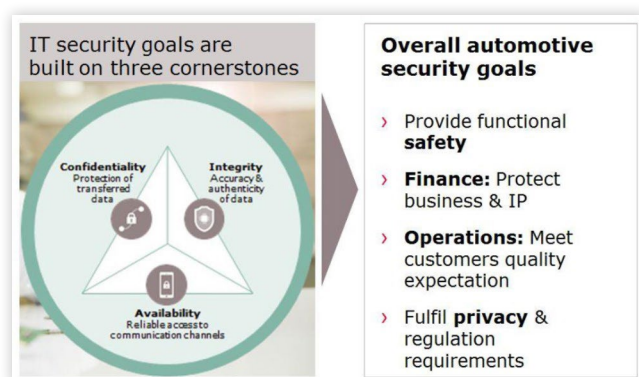 IT security goals are
built on three cornerstones
Confidentiality
Protection of
transferred
data
Integrity
Accuracy &
authenticity
of data
Availability
Reliable access to
communication channels
Overall automotive
security goals
› Provide functional
safety
› Finance: Protect
business & IP
› Operations: Meet
customers quality
expectation
› Fulfil privacy &
regulation
requirements